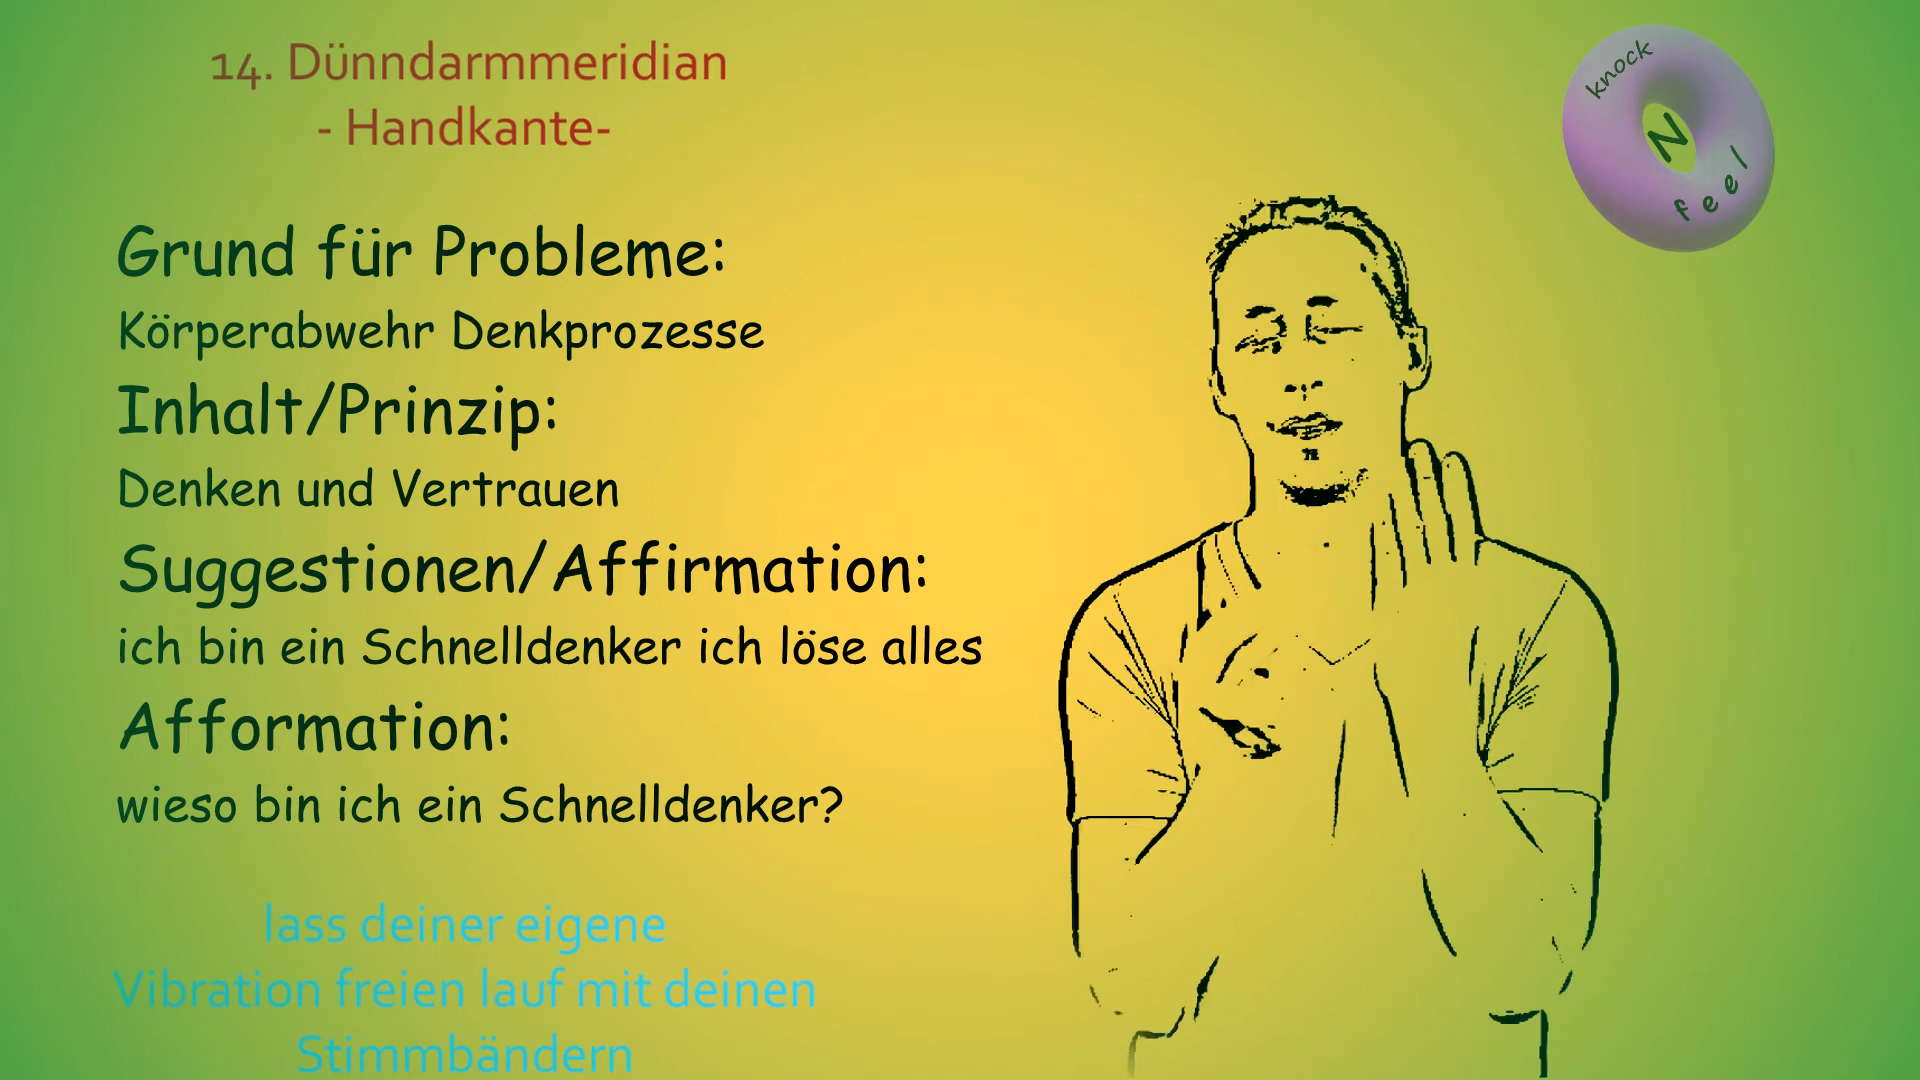 14. Dünndarmmeridian
- Handkante-
knock
N
feel
Grund für Probleme:
Körperabwehr Denkprozesse
Inhalt/Prinzip:
Denken und Vertrauen
Suggestionen/Affirmation:
ich bin ein Schnelldenker ich löse alles
Afformation:
wieso bin ich ein Schnelldenker?
lass deiner eigene
Vibration freien lauf mit deinen
Stimmbändern